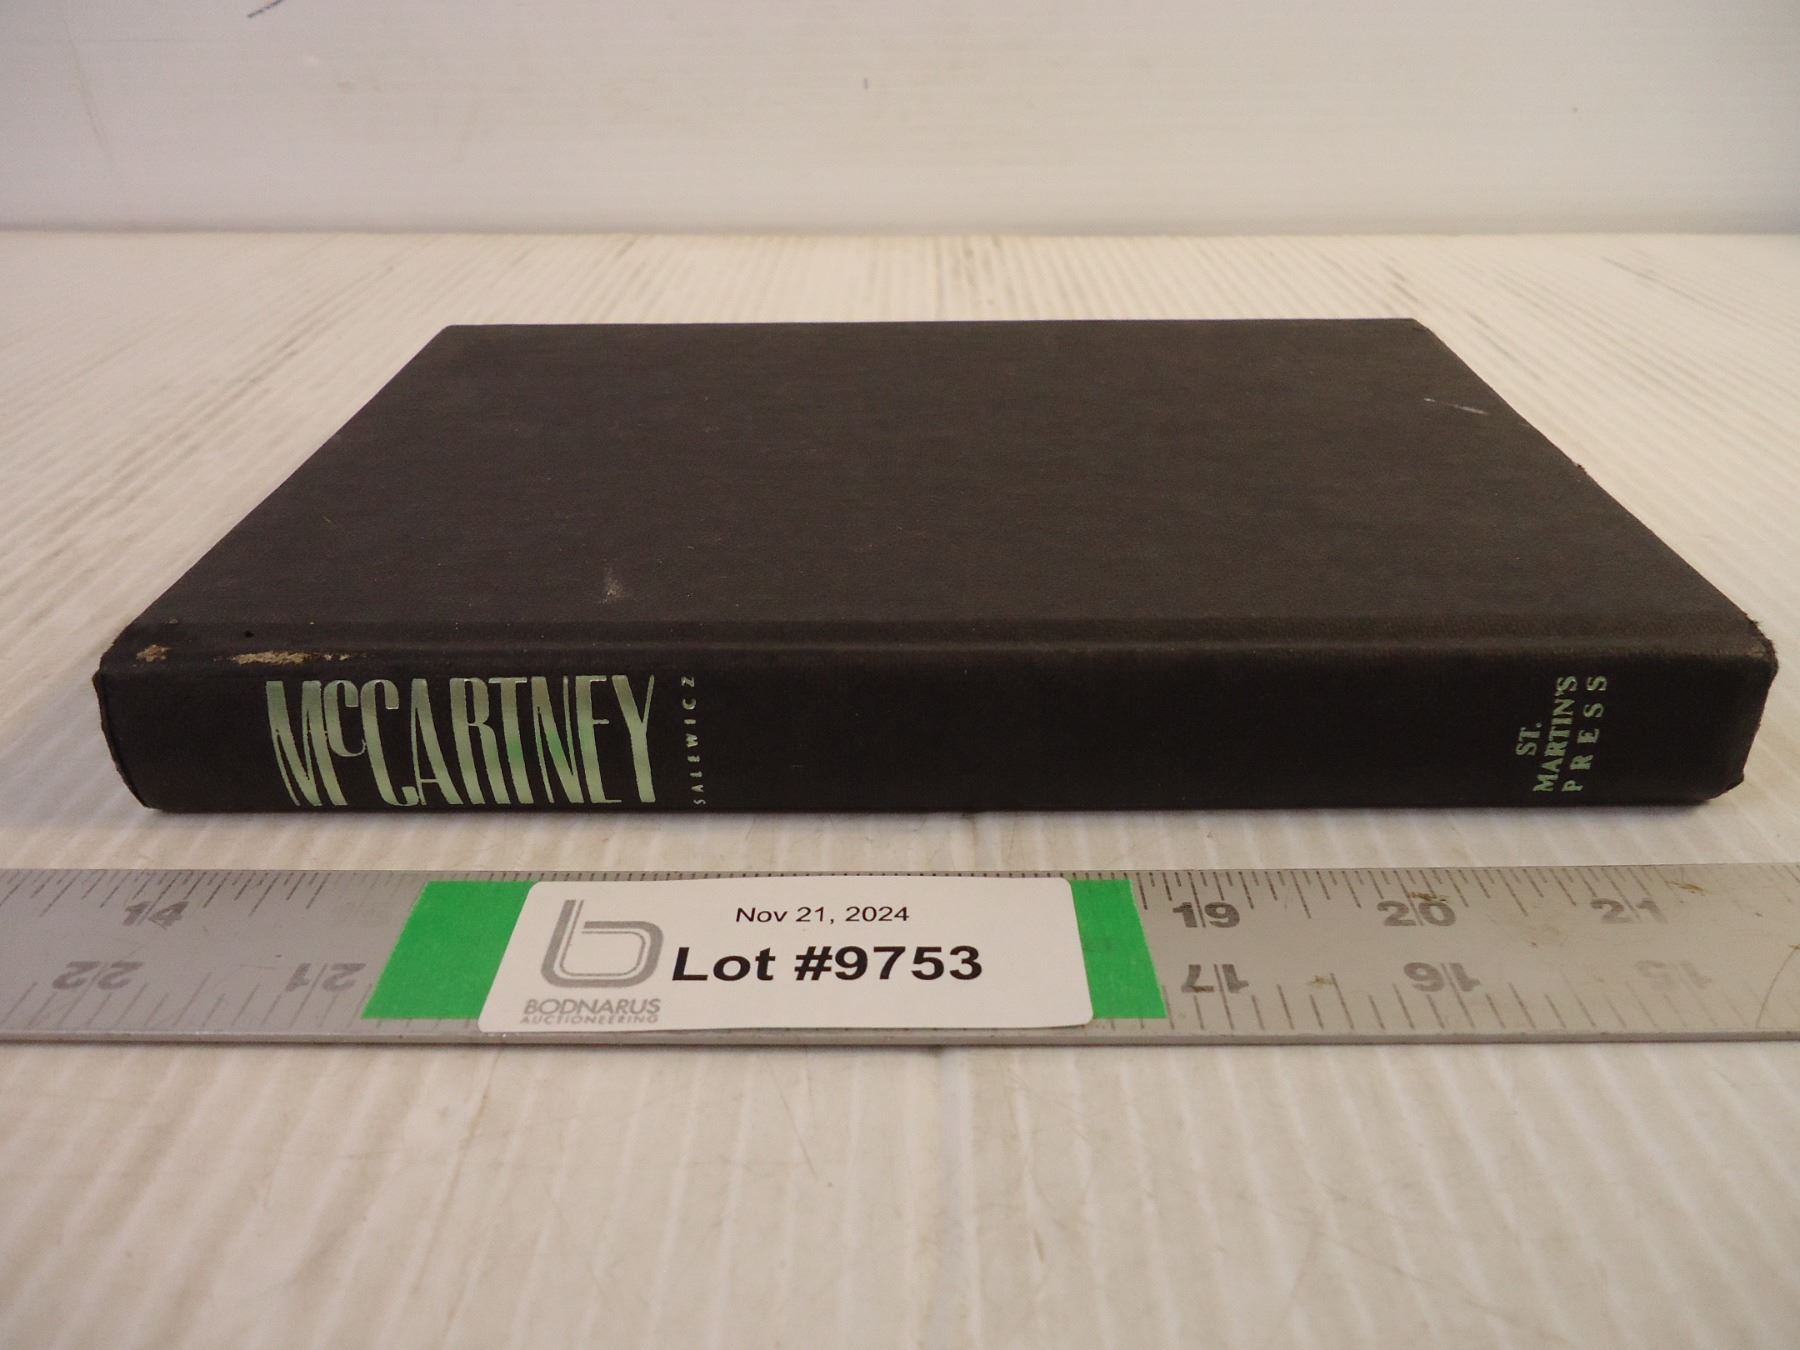 McCARTNEY
SALEWICZ
ST.
MARTIN'S
PRESS
14
19
20
21
Nov 21, 2024
Lot #9753
BODNARUS
AUCTIONEERING
22
21
17
16
15